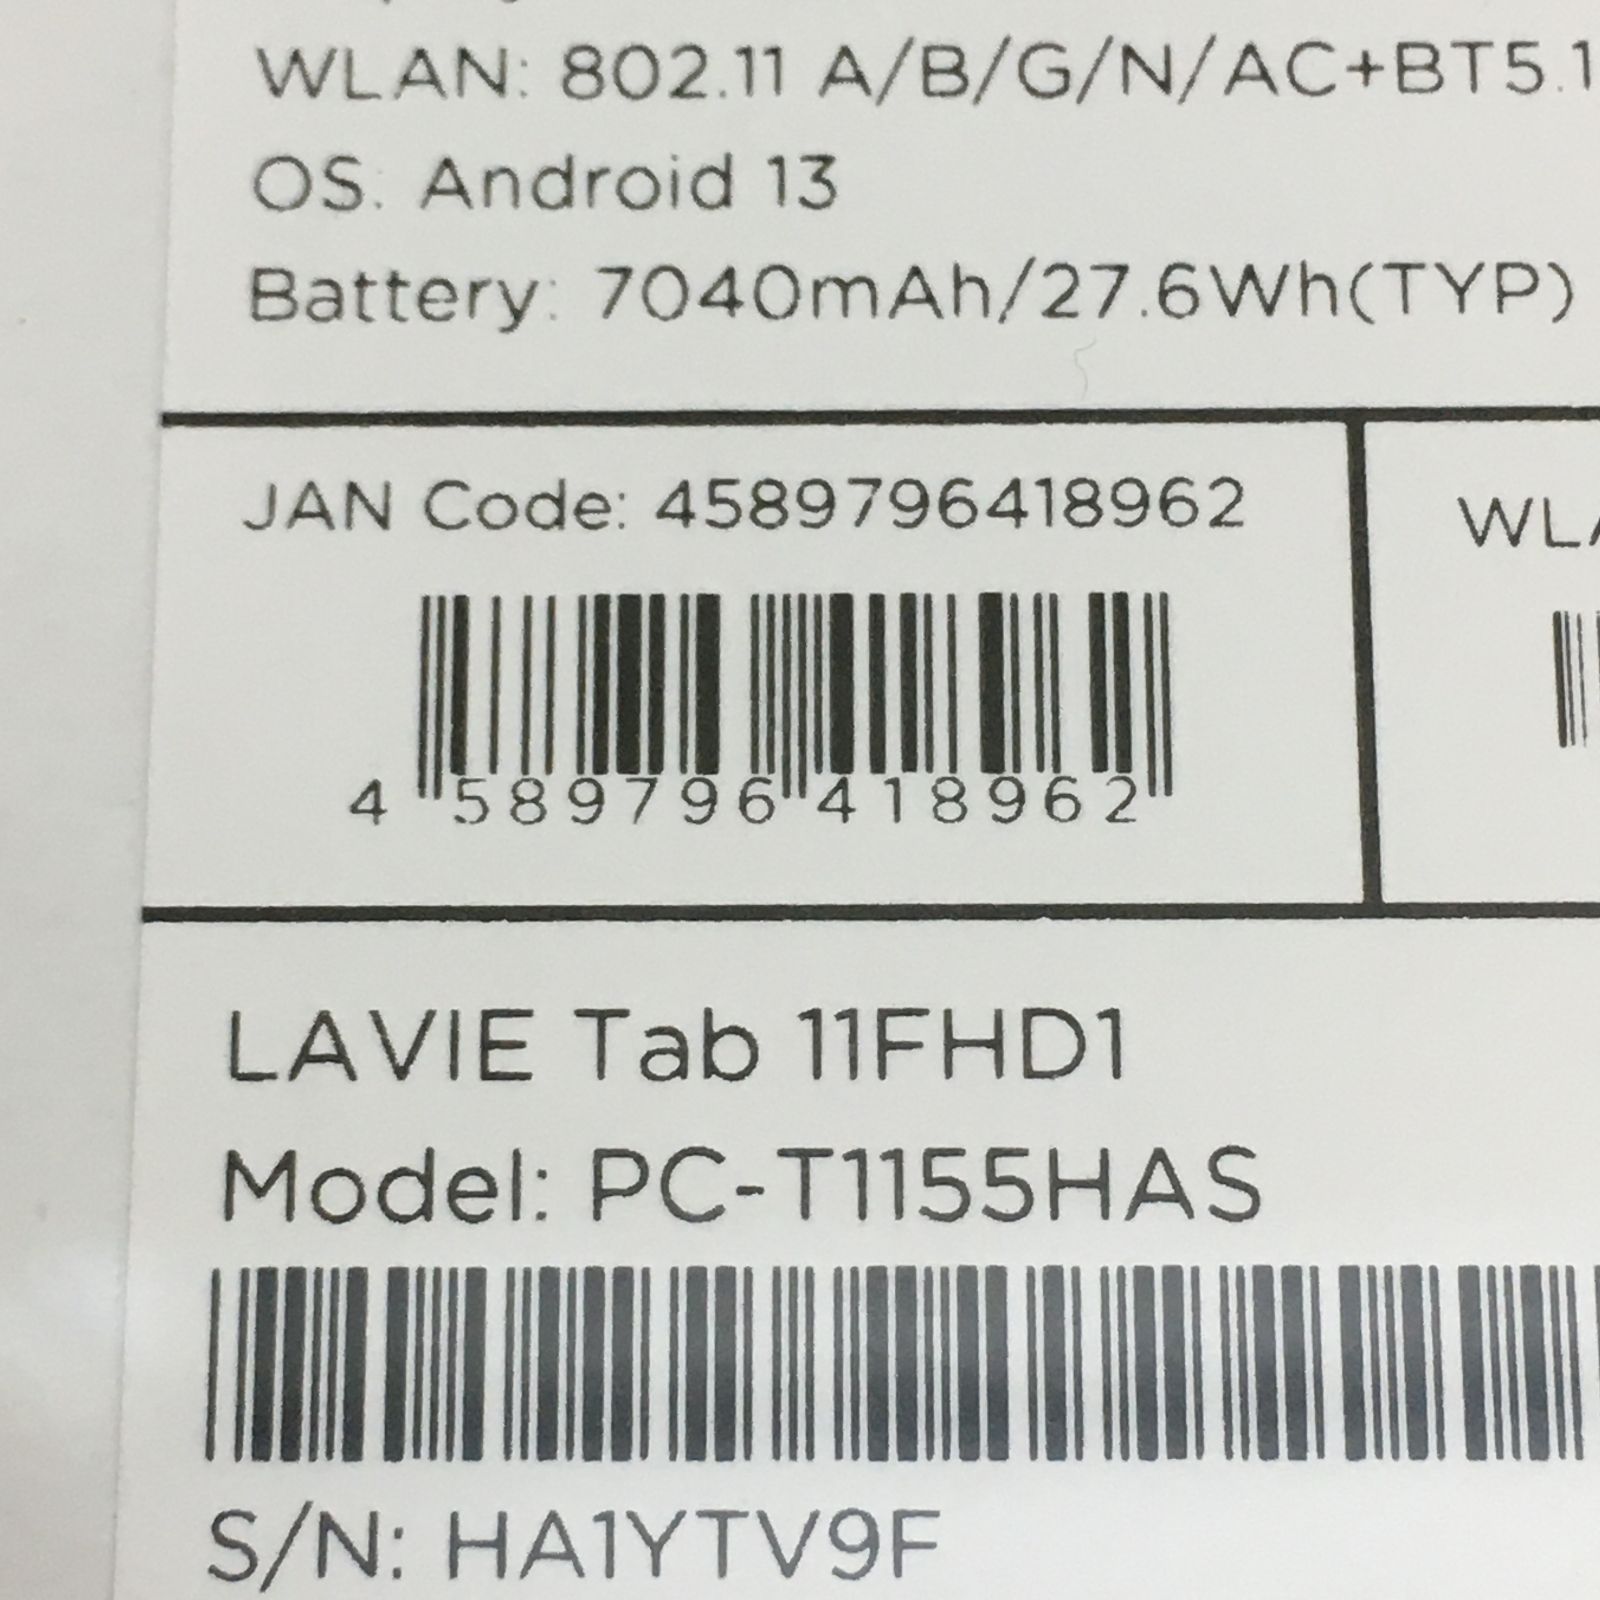 WLAN: 802.11 A/B/G/N/AC+BT5.1
OS: Android 13
Battery: 7040mAh/27.6Wh(TYP)
JAN Code: 4589796418962
4 589796 418962
LAVIE Tab 11FHD1
Model: PC-T1155HAS
S/N: HA1YTV9F